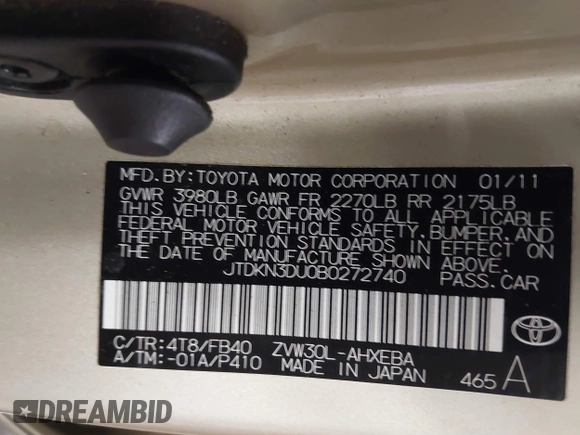 MFD.BY:TOYOTA MOTOR CORPORATION 01/11
GVWR 3980LB GAWR FR 2270LB RR 2175LB
THIS VEHICLE CONFORMS TO ALL APPLICABLE
FEDERAL MOTOR VEHICLE SAFETY,BUMPER,AND
THEFT PREVENTION STANDARDS IN EFFECT ON
THE DATE OF MANUFACTURE SHOWN ABOVE.
JTDKN3DU0B0272740 PASS.CAR
C/TR:4T8/FB40 ZVW30L-AHXEBA
A/TM:-01A/P410 MADE IN JAPAN 465 A
TOYOTA
DREAMBID